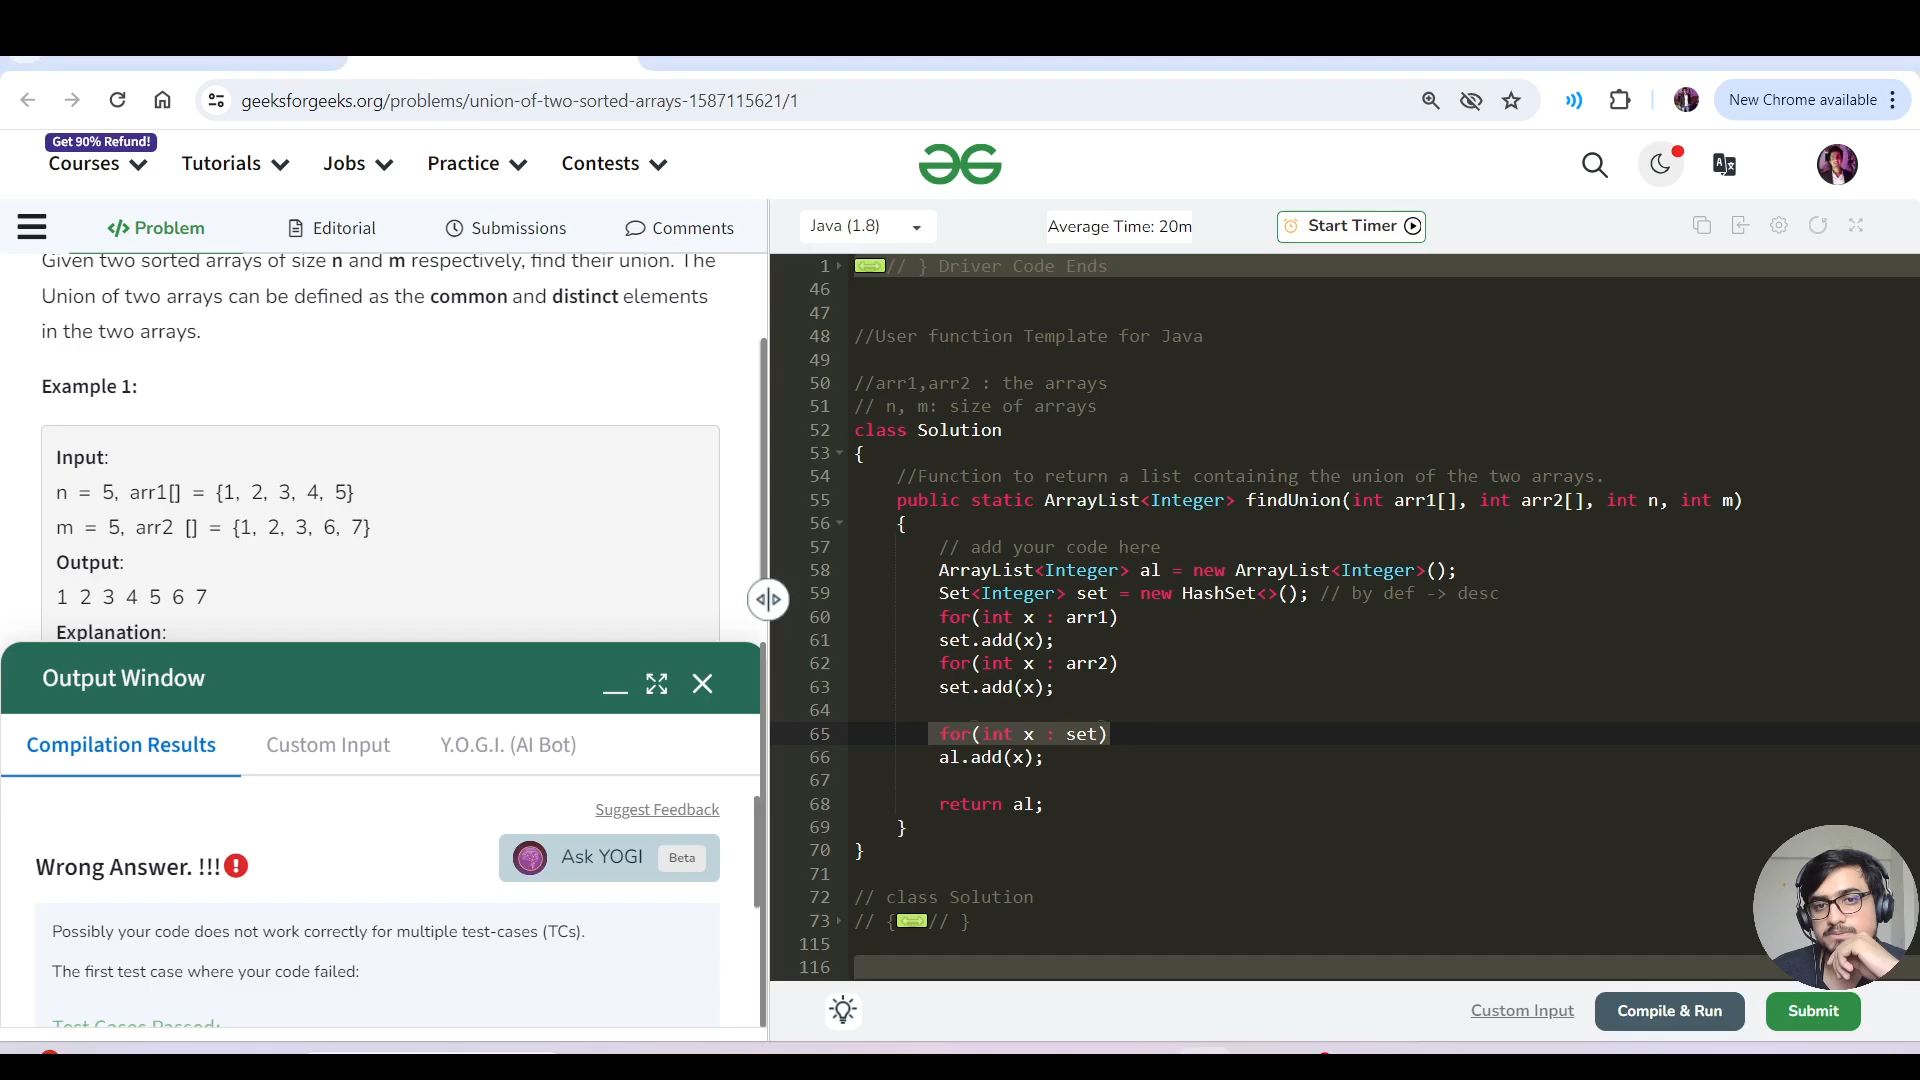 geeksforgeeks.org/problems/union-of-two-sorted-arrays-1587115621/1
New Chrome available
Get 90% Refund!
Courses
Tutorials
Jobs
Practice
Contests
</> Problem
Editorial
Submissions
Comments
Given two sorted arrays of size n and m respectively, find their union. The
Union of two arrays can be defined as the common and distinct elements
in the two arrays.
Example 1:
Input:
n = 5, arr1[] = {1, 2, 3, 4, 5}
m = 5, arr2 [] = {1, 2, 3, 6, 7}
Output:
1 2 3 4 5 6 7
Explanation:
Output Window
Compilation Results
Custom Input
Y.O.G.I. (AI Bot)
Suggest Feedback
Wrong Answer. !!!
Ask YOGI Beta
Possibly your code does not work correctly for multiple test-cases (TCs).
The first test case where your code failed:
Test Cases Passed:
Java (1.8)
Average Time: 20m
Start Timer
1 // } Driver Code Ends
46
47
48 //User function Template for Java
49
50 //arr1,arr2 : the arrays
51 // n, m: size of arrays
52 class Solution
53 {
54 //Function to return a list containing the union of the two arrays.
55 public static ArrayList<Integer> findUnion(int arr1[], int arr2[], int n, int m)
56 {
57 // add your code here
58 ArrayList<Integer> al = new ArrayList<Integer>();
59 Set<Integer> set = new HashSet<>(); // by def -> desc
60 for(int x : arr1)
61 set.add(x);
62 for(int x : arr2)
63 set.add(x);
64
65 for(int x : set)
66 al.add(x);
67
68 return al;
69 }
70 }
71
72 // class Solution
73 // { // }
115
116
Custom Input
Compile & Run
Submit